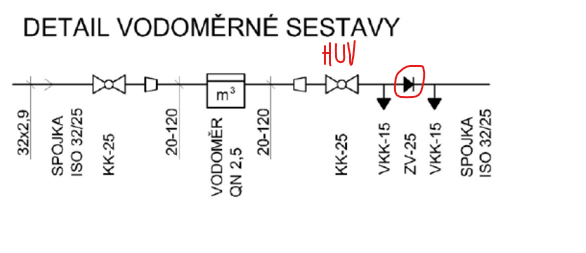 DETAIL VODOMĚRNÉ SESTAVY
HUV
m³
32x2,9
SPOJKA
ISO 32/25
KK-25
20-120
VODOMĚR
QN 2,5
20-120
KK-25
VKK-15
ZV-25
VKK-15
SPOJKA
ISO 32/25